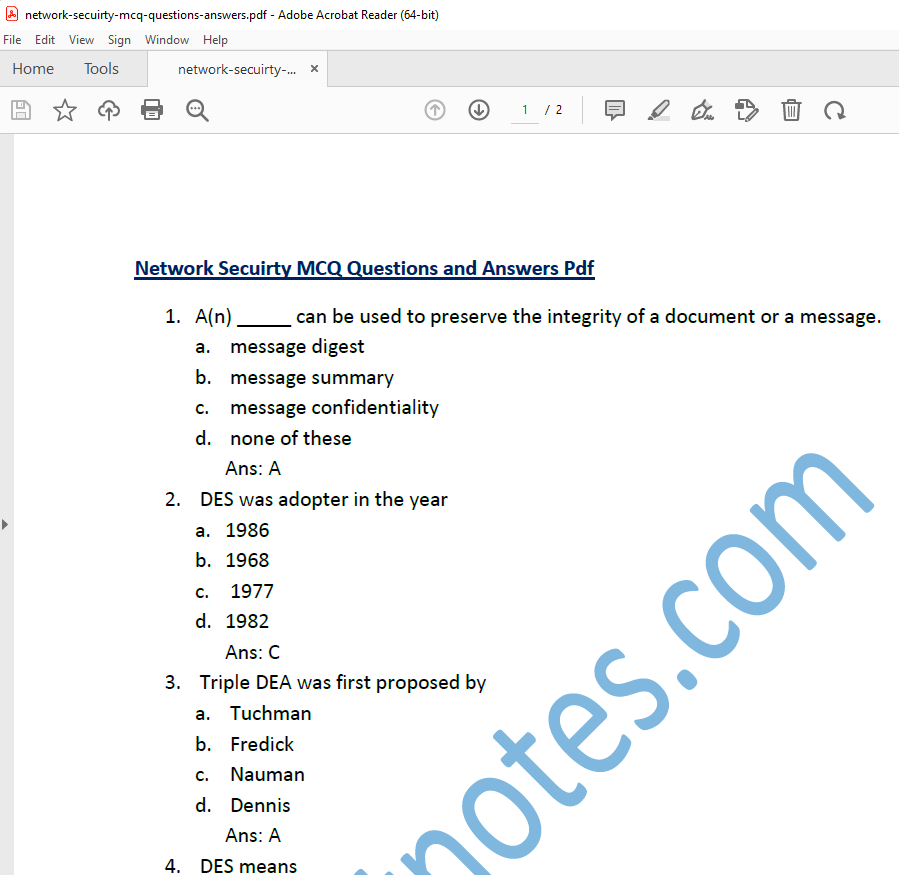 network-secuirty-mcq-questions-answers.pdf - Adobe Acrobat Reader (64-bit)
File Edit View Sign Window Help
Home Tools network-secuirty-... ×
1 / 2
Network Secuirty MCQ Questions and Answers Pdf
1. A(n) _____ can be used to preserve the integrity of a document or a message.
a. message digest
b. message summary
c. message confidentiality
d. none of these
Ans: A
2. DES was adopter in the year
a. 1986
b. 1968
c. 1977
d. 1982
Ans: C
3. Triple DEA was first proposed by
a. Tuchman
b. Fredick
c. Nauman
d. Dennis
Ans: A
4. DES means
notes.com